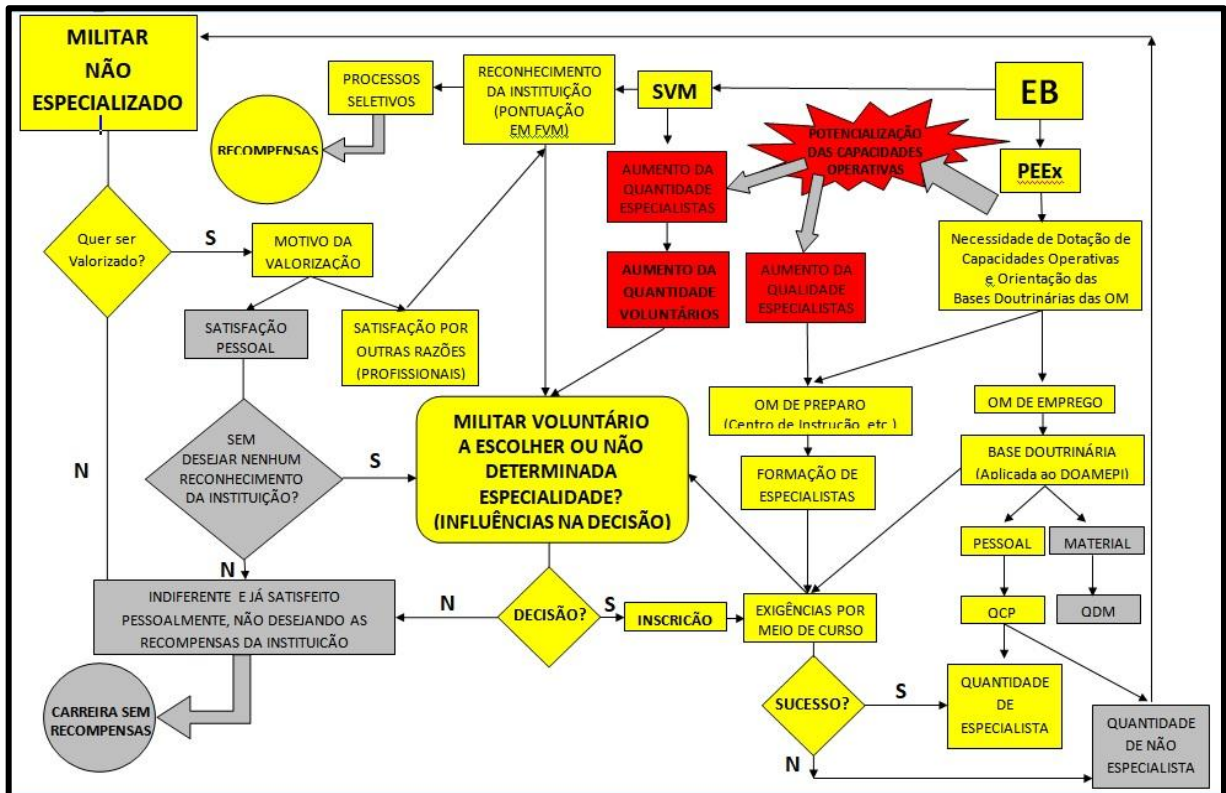 MILITAR
NÃO
ESPECIALIZADO
PROCESSOS
SELETIVOS
RECOMPENSAS
RECONHECIMENTO
DA INSTITUIÇÃO
(PONTUAÇÃO
EM FVM)
SVM
EB
POTENCIALIZAÇÃO
DAS CAPACIDADES
OPERATIVAS
PEEx
AUMENTO DA
QUANTIDADE
ESPECIALISTAS
Quer ser
Valorizado?
S
MOTIVO DA
VALORIZAÇÃO
AUMENTO DA
QUANTIDADE
VOLUNTÁRIOS
AUMENTO DA
QUALIDADE
ESPECIALISTAS
Necessidade de Dotação de
Capacidades Operativas
e Orientação das
Bases Doutrinárias das OM
SATISFAÇÃO
PESSOAL
SATISFAÇÃO POR
OUTRAS RAZÕES
(PROFISSIONAIS)
N
SEM
DESEJAR NENHUM
RECONHECIMENTO
DA INSTITUIÇÃO?
S
MILITAR VOLUNTÁRIO
A ESCOLHER OU NÃO
DETERMINADA
ESPECIALIDADE?
(INFLUÊNCIAS NA DECISÃO)
OM DE PREPARO
(Centro de Instrução, etc.)
OM DE EMPREGO
FORMAÇÃO DE
ESPECIALISTAS
BASE DOUTRINÁRIA
(Aplicada ao DOAMEPI)
PESSOAL
MATERIAL
QCP
QDM
N
INDIFERENTE E JÁ SATISFEITO
PESSOALMENTE, NÃO DESEJANDO AS
RECOMPENSAS DA INSTITUIÇÃO
N
DECISÃO?
S
INSCRIÇÃO
EXIGÊNCIAS POR
MEIO DE CURSO
CARREIRA SEM
RECOMPENSAS
SUCESSO?
S
QUANTIDADE
DE
ESPECIALISTA
QUANTIDADE
DE NÃO
ESPECIALISTA
N